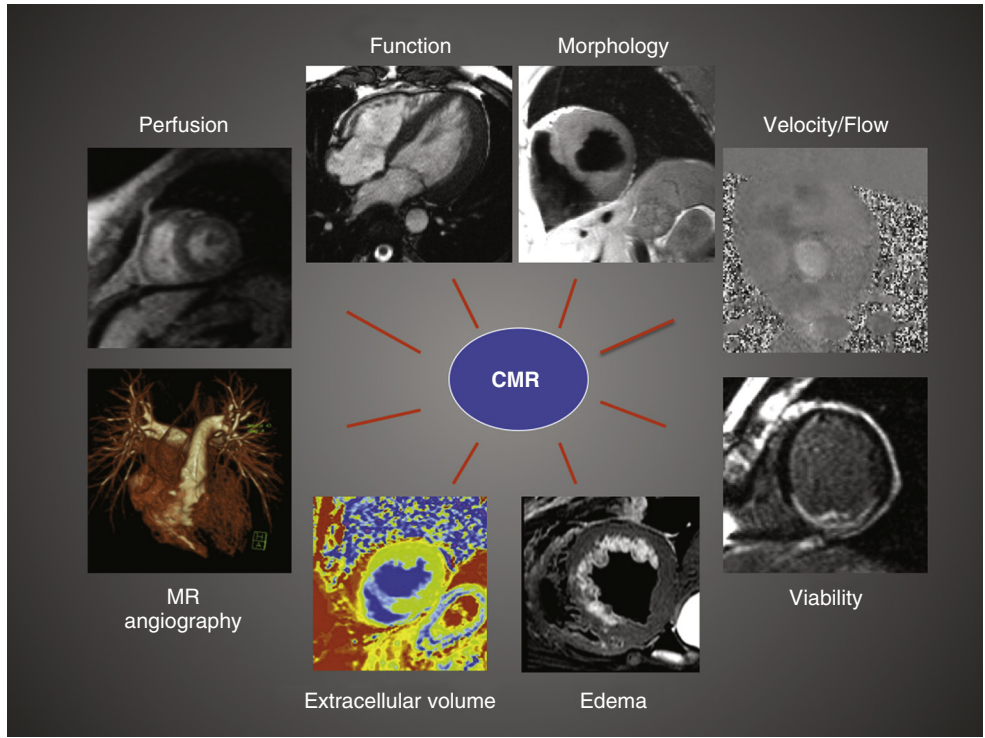 Function
Morphology
Perfusion
Velocity/Flow
CMR
MR
angiography
Viability
Extracellular volume
Edema
H
A